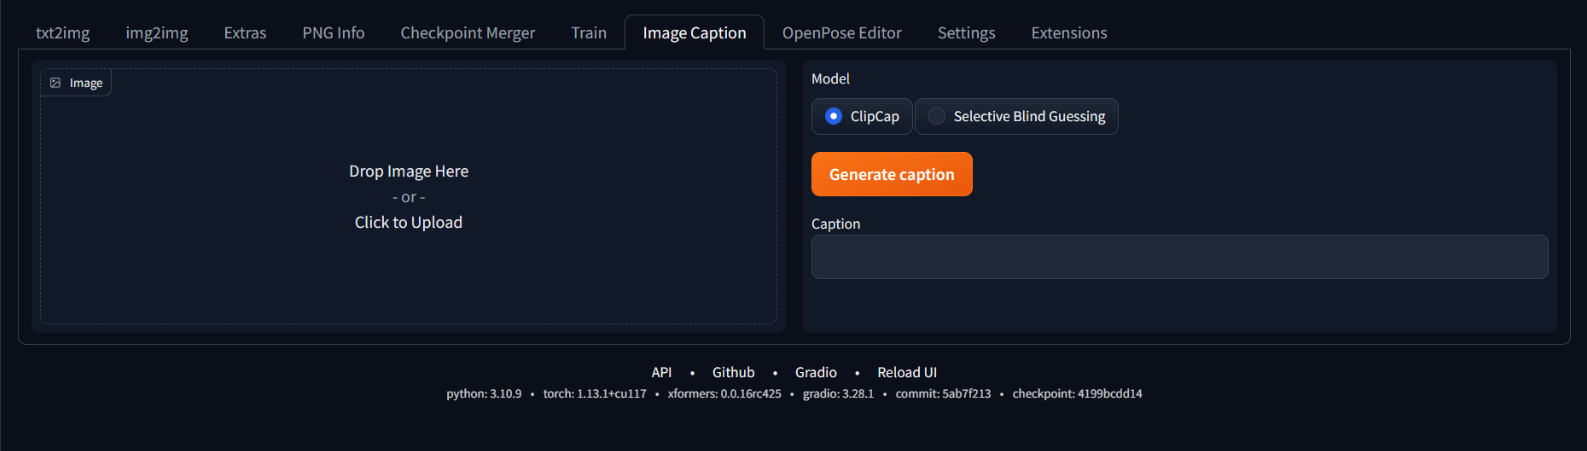 txt2img img2img Extras PNG Info Checkpoint Merger Train Image Caption OpenPose Editor Settings Extensions
Image
Drop Image Here
- or -
Click to Upload
Model
ClipCap Selective Blind Guessing
Generate caption
Caption
API • Github • Gradio • Reload UI
python: 3.10.9 • torch: 1.13.1+cu117 • xformers: 0.0.16rc425 • gradio: 3.28.1 • commit: 5ab7f213 • checkpoint: 4199bcdd14